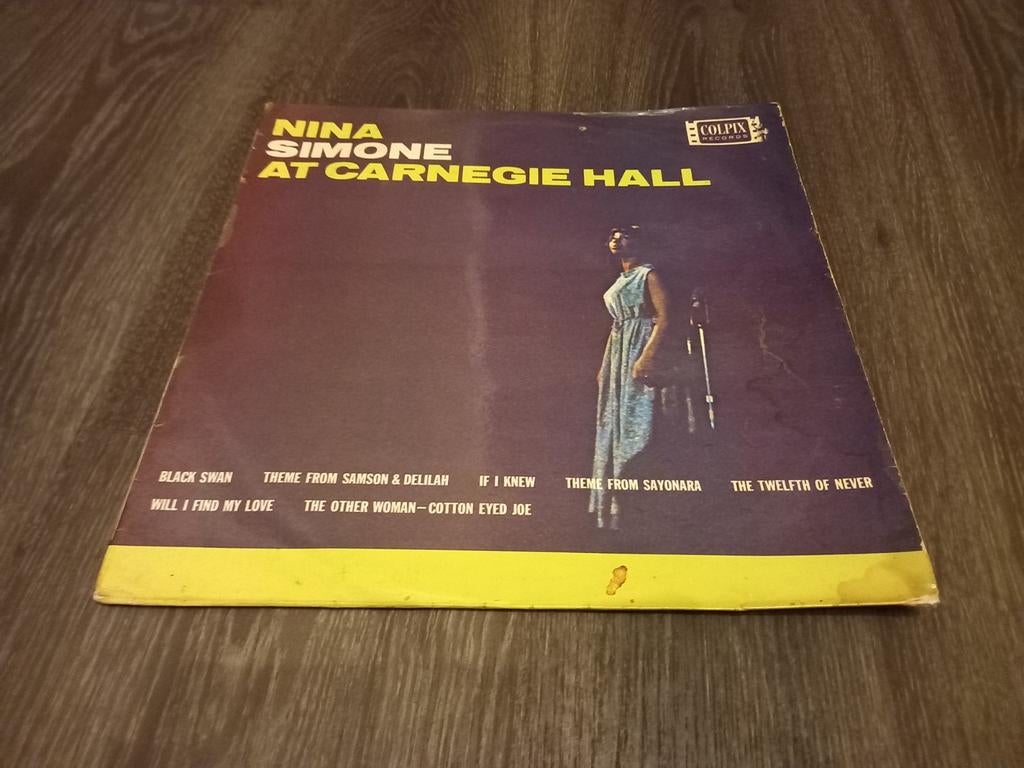 NINA
SIMONE
AT CARNEGIE HALL
COLPIX
RECORDS
BLACK SWAN THEME FROM SAMSON & DELILAH IF I KNEW THEME FROM SAYONARA THE TWELFTH OF NEVER
WILL I FIND MY LOVE THE OTHER WOMAN—COTTON EYED JOE